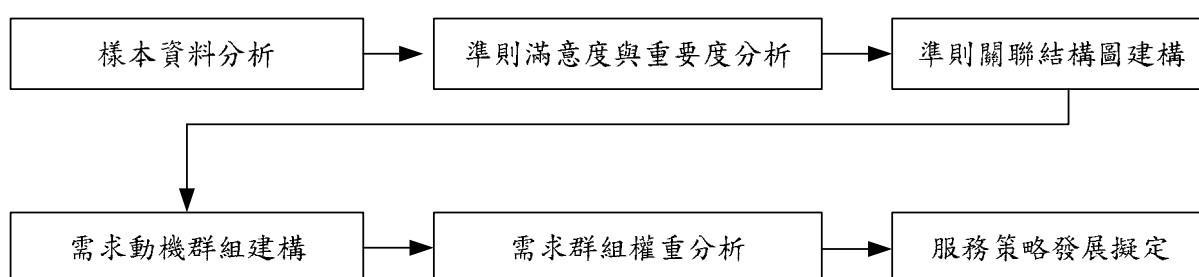 樣本資料分析
準則滿意度與重要度分析
準則關聯結構圖建構
需求動機群組建構
需求群組權重分析
服務策略發展擬定